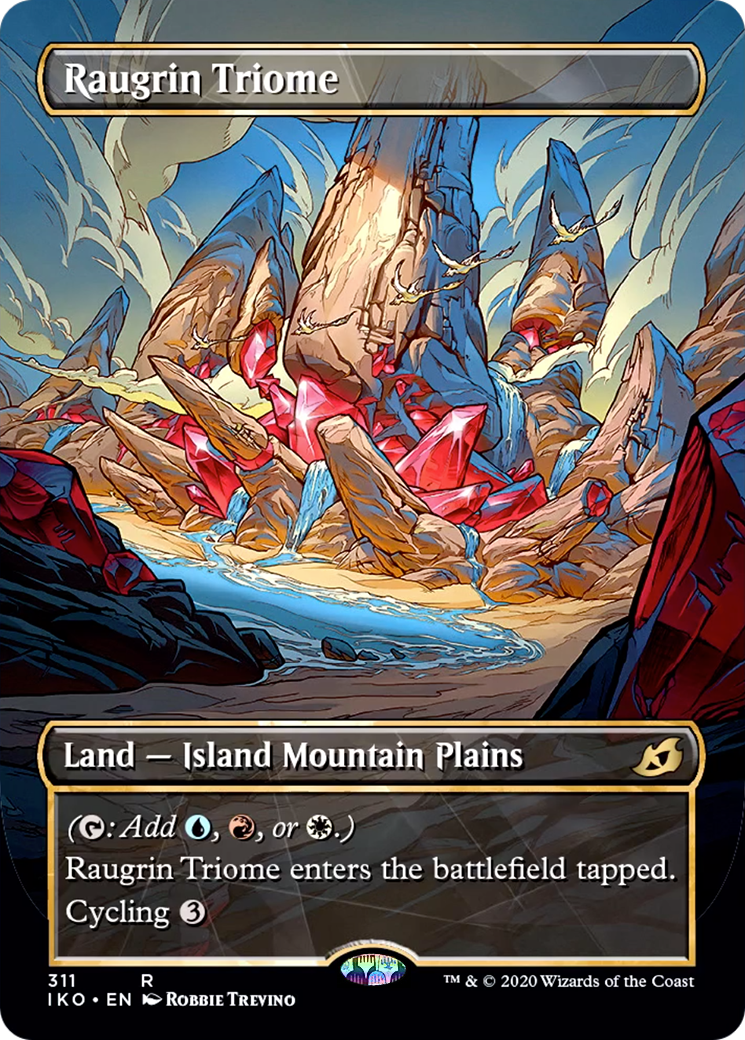 Raugrin Triome
Land — Island Mountain Plains
(: Add , , or .)
Raugrin Triome enters the battlefield tapped.
Cycling 3
311 R
IKO • EN Robbie Trevino
™ & © 2020 Wizards of the Coast